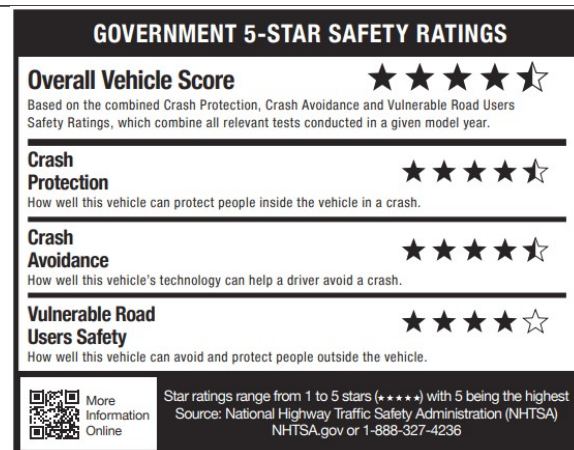 GOVERNMENT 5-STAR SAFETY RATINGS
Overall Vehicle Score
Based on the combined Crash Protection, Crash Avoidance and Vulnerable Road Users
Safety Ratings, which combine all relevant tests conducted in a given model year.
Crash
Protection
How well this vehicle can protect people inside the vehicle in a crash.
Crash
Avoidance
How well this vehicle's technology can help a driver avoid a crash.
Vulnerable Road
Users Safety
How well this vehicle can avoid and protect people outside the vehicle.
More
Information
Online
Star ratings range from 1 to 5 stars (★★★★★) with 5 being the highest
Source: National Highway Traffic Safety Administration (NHTSA)
NHTSA.gov or 1-888-327-4236